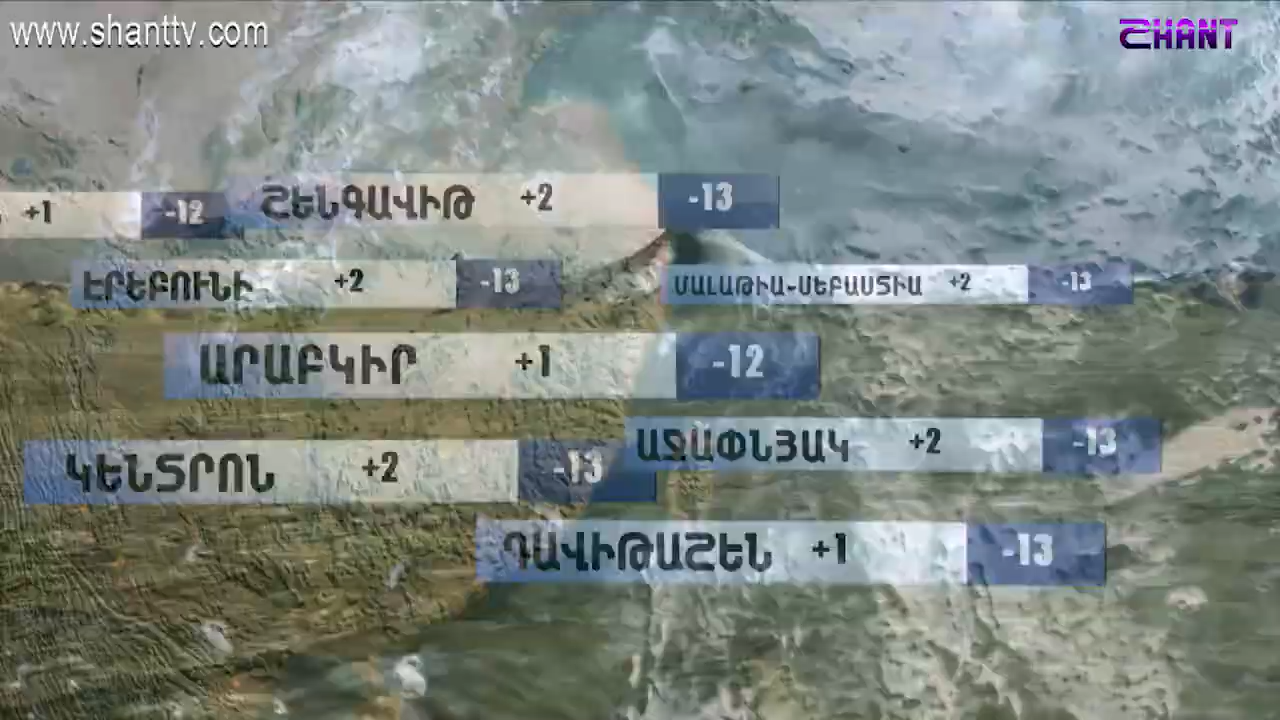 www.shanttv.com
SHANT
+1 -12
ՇԵՆԳԱՎԻԹ +2 -13
ԷՐԵԲՈՒՆԻ +2 -13
ՄԱԼԱԹԻԱ-ՍԵԲԱՍՏԻԱ +2 -13
ԱՐԱԲԿԻՐ +1 -12
ԱՋԱՓՆՅԱԿ +2 -13
ԿԵՆՏՐՈՆ +2 -13
ԴԱՎԻԹԱՇԵՆ +1 -13